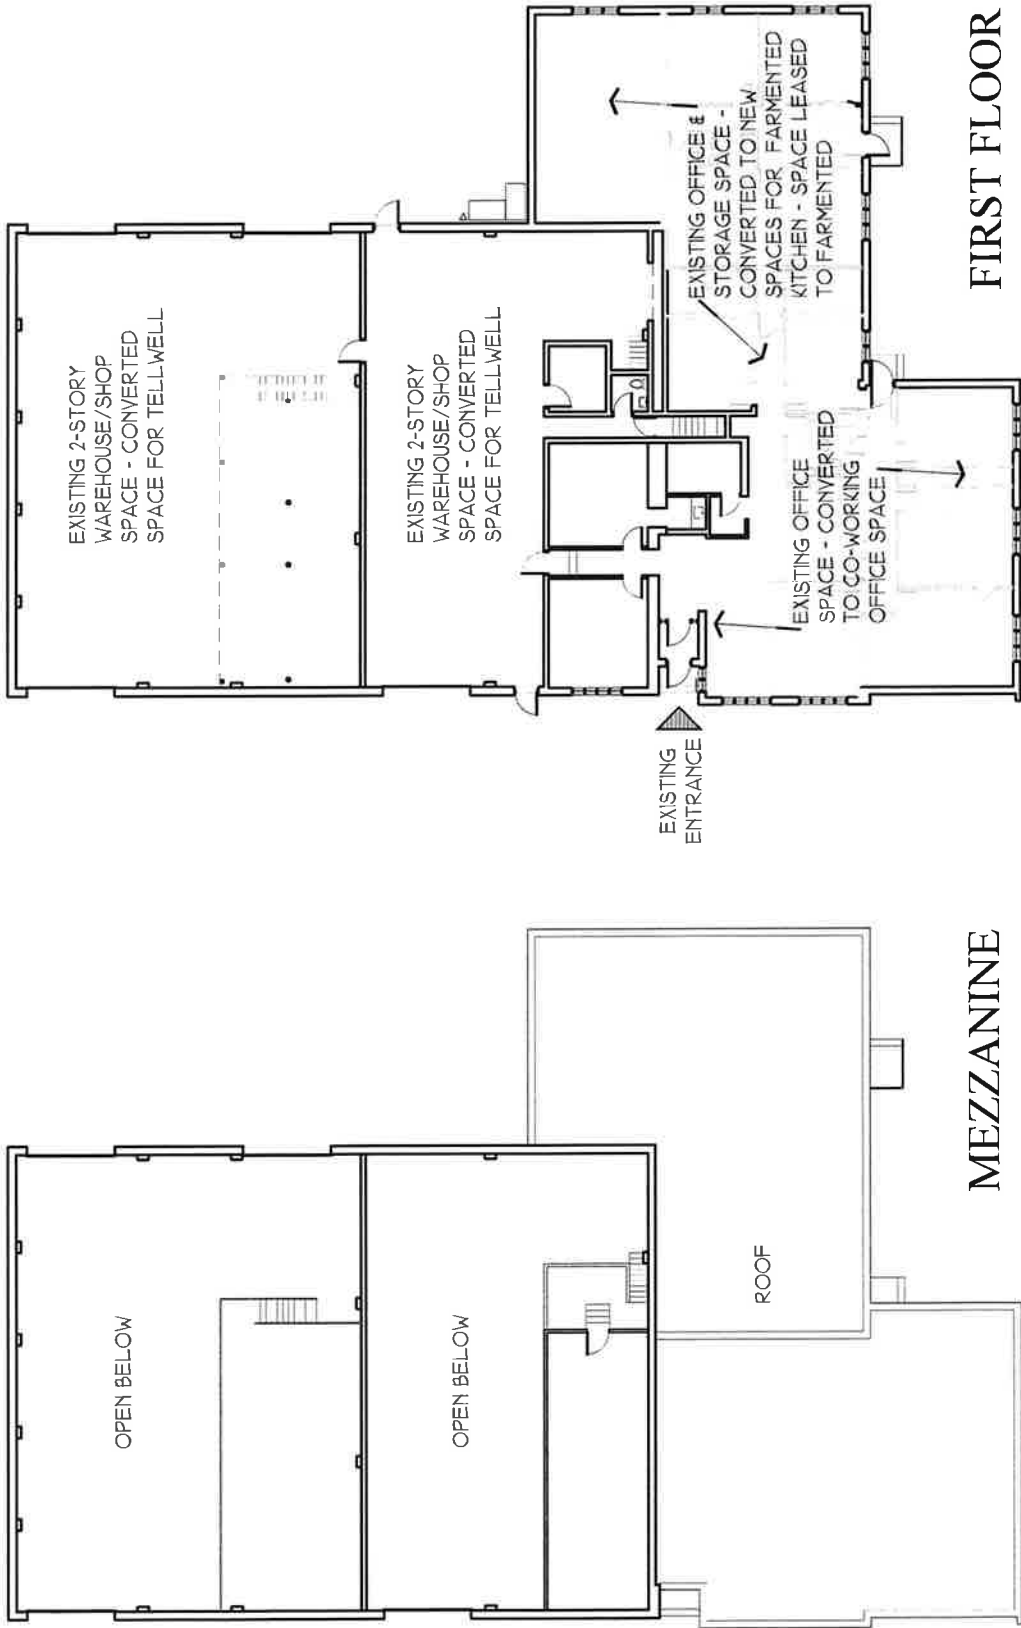 EXISTING 2-STORY
WAREHOUSE/SHOP
SPACE - CONVERTED
SPACE FOR TELLWELL
EXISTING 2-STORY
WAREHOUSE/SHOP
SPACE - CONVERTED
SPACE FOR TELLWELL
EXISTING OFFICE &
STORAGE SPACE -
CONVERTED TO NEW
SPACES FOR FARMENTED
KITCHEN - SPACE LEASED
TO FARMENTED
EXISTING OFFICE
SPACE - CONVERTED
TO CO-WORKING
OFFICE SPACE
EXISTING
ENTRANCE
FIRST FLOOR
OPEN BELOW
OPEN BELOW
ROOF
MEZZANINE